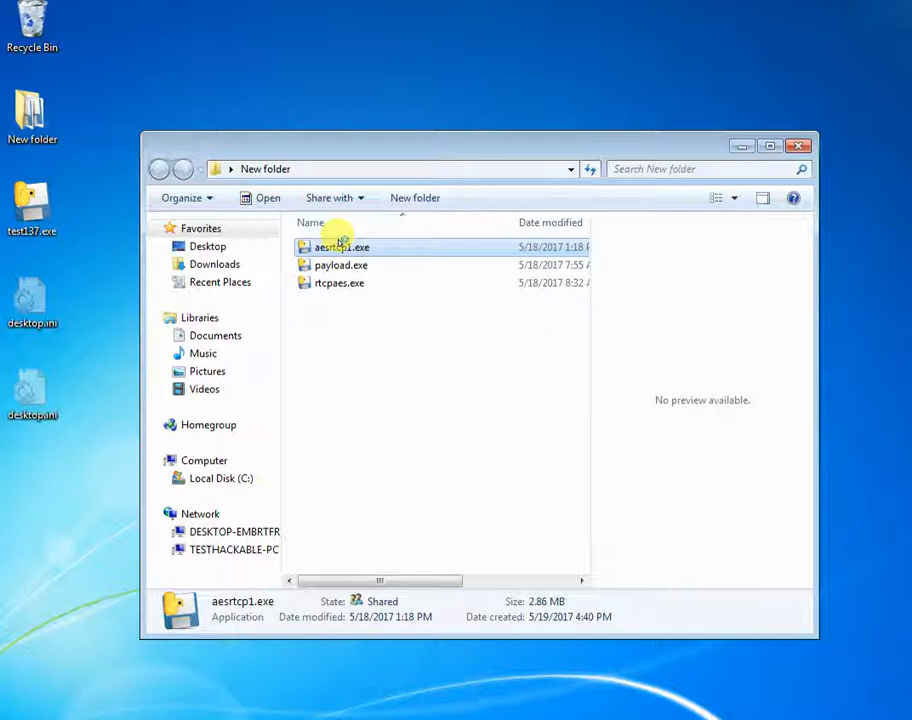 Recycle Bin
New folder
test137.exe
desktop.ini
desktop.ini
New folder
Search New folder
Organize
Open
Share with
New folder
Name
Date modified
Favorites
Desktop
Downloads
Recent Places
Libraries
Documents
Music
Pictures
Videos
Homegroup
Computer
Local Disk (C:)
Network
DESKTOP-EMBRTFR
TESTHACKABLE-PC
aesrtcp1.exe 5/18/2017 1:18
payload.exe 5/18/2017 7:55
rtcpaes.exe 5/18/2017 8:32
No preview available.
aesrtcp1.exe State: Shared Size: 2.86 MB
Application Date modified: 5/18/2017 1:18 PM Date created: 5/19/2017 4:40 PM